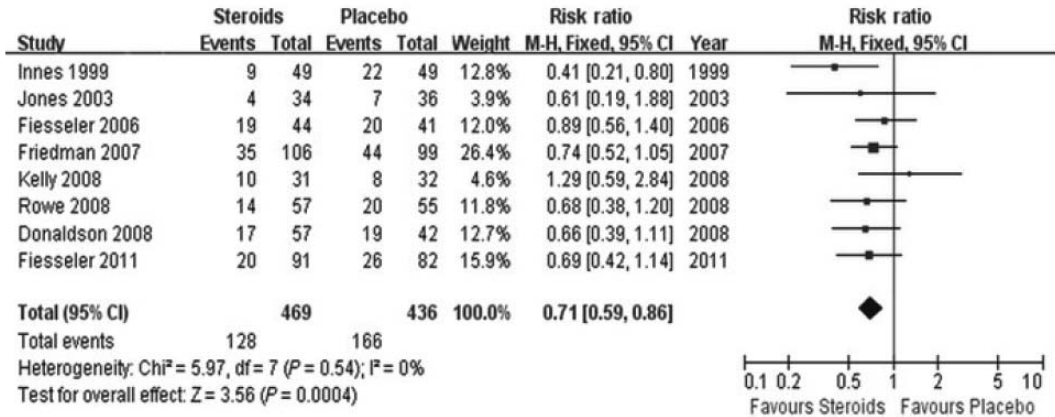 Steroids Placebo Risk ratio Risk ratio
Study Events Total Events Total Weight M-H, Fixed, 95% CI Year M-H, Fixed, 95% CI
Innes 1999 9 49 22 49 12.8% 0.41 [0.21, 0.80] 1999
Jones 2003 4 34 7 36 3.9% 0.61 [0.19, 1.88] 2003
Fiesseler 2006 19 44 20 41 12.0% 0.89 [0.56, 1.40] 2006
Friedman 2007 35 106 44 99 26.4% 0.74 [0.52, 1.05] 2007
Kelly 2008 10 31 8 32 4.6% 1.29 [0.59, 2.84] 2008
Rowe 2008 14 57 20 55 11.8% 0.68 [0.38, 1.20] 2008
Donaldson 2008 17 57 19 42 12.7% 0.66 [0.39, 1.11] 2008
Fiesseler 2011 20 91 26 82 15.9% 0.69 [0.42, 1.14] 2011
Total (95% CI) 469 436 100.0% 0.71 [0.59, 0.86]
Total events 128 166
Heterogeneity: Chi² = 5.97, df = 7 (P = 0.54); I² = 0%
Test for overall effect: Z = 3.56 (P = 0.0004)
0.1 0.2 0.5 1 2 5 10
Favours Steroids Favours Placebo